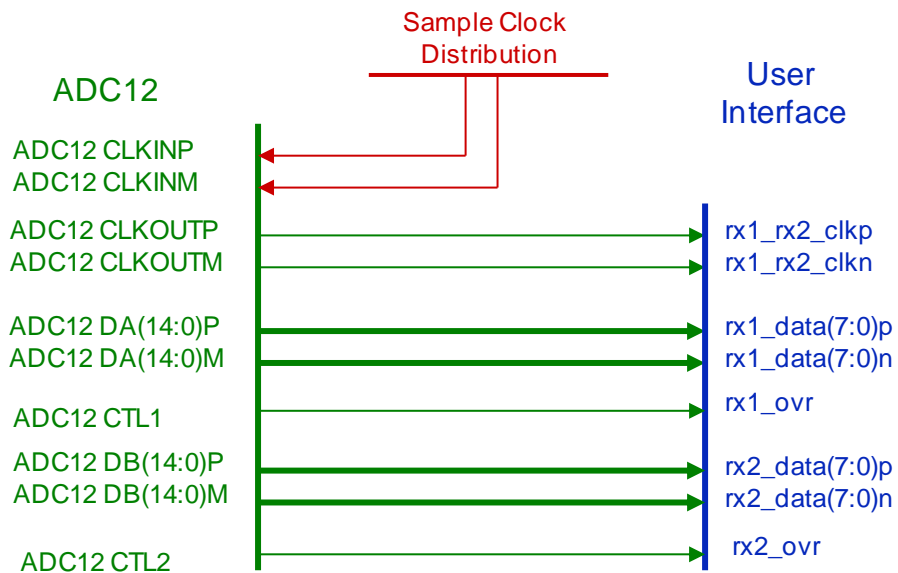 Sample Clock
Distribution
ADC12
User
Interface
ADC12 CLKINP
ADC12 CLKINM
ADC12 CLKOUTP
rx1_rx2_clkp
ADC12 CLKOUTM
rx1_rx2_clkn
ADC12 DA(14:0)P
rx1_data(7:0)p
ADC12 DA(14:0)M
rx1_data(7:0)n
ADC12 CTL1
rx1_ovr
ADC12 DB(14:0)P
rx2_data(7:0)p
ADC12 DB(14:0)M
rx2_data(7:0)n
ADC12 CTL2
rx2_ovr